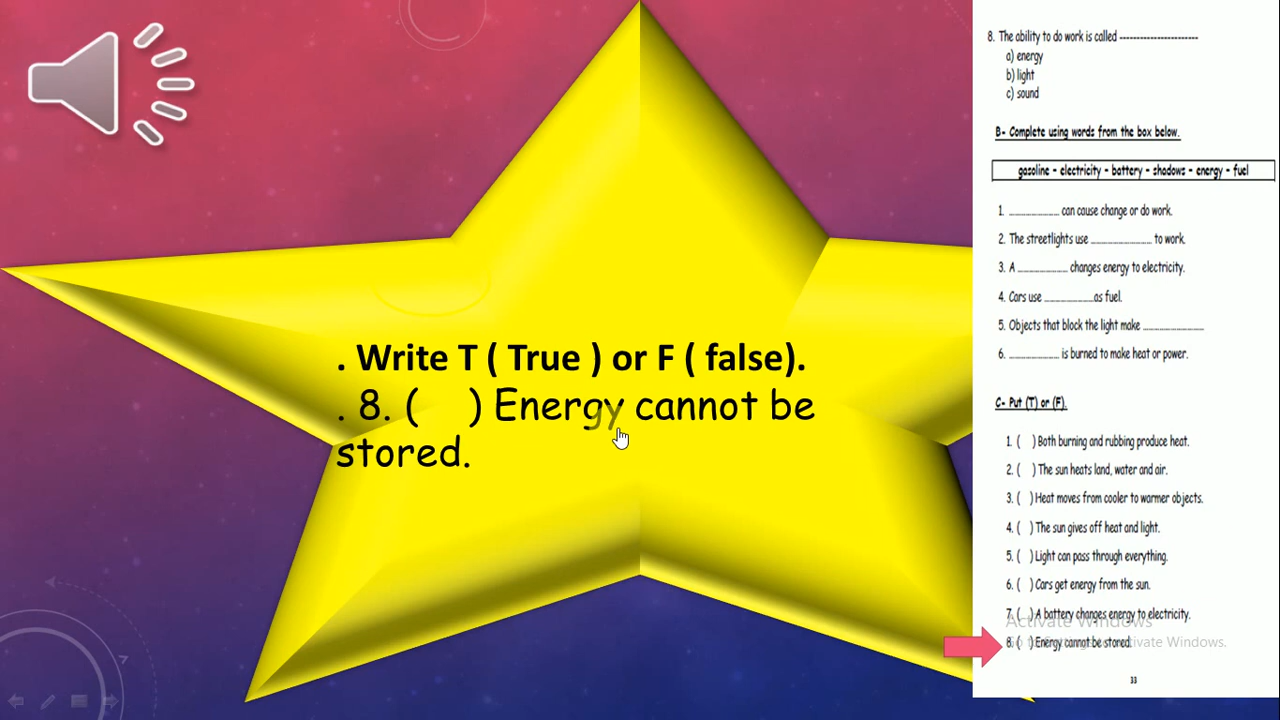 . Write T ( True ) or F ( false).
. 8. (    ) Energy cannot be
stored.
8. The ability to do work is called -----------------------
a) energy
b) light
c) sound
B- Complete using words from the box below.
gasoline - electricity - battery - shadows - energy - fuel
1. ................... can cause change or do work.
2. The streetlights use ....................... to work.
3. A ................... changes energy to electricity.
4. Cars use ...................as fuel.
5. Objects that block the light make .......................
6. .................... is burned to make heat or power.
C- Put (T) or (F).
1. (    ) Both burning and rubbing produce heat.
2. (    ) The sun heats land, water and air.
3. (    ) Heat moves from cooler to warmer objects.
4. (    ) The sun gives off heat and light.
5. (    ) Light can pass through everything.
6. (    ) Cars get energy from the sun.
7. (    ) A battery changes energy to electricity.
Activate Windows
8. (    ) Energy cannot be stored.
Activate Windows.
33